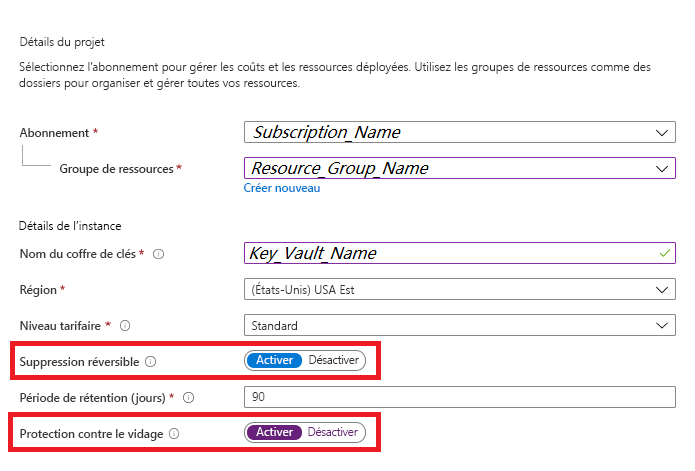 Détails du projet
Sélectionnez l'abonnement pour gérer les coûts et les ressources déployées. Utilisez les groupes de ressources comme des
dossiers pour organiser et gérer toutes vos ressources.
Abonnement * Subscription_Name
Groupe de ressources * Resource_Group_Name
Créer nouveau
Détails de l'instance
Nom du coffre de clés * Key_Vault_Name
Région * (États-Unis) USA Est
Niveau tarifaire * Standard
Suppression réversible Activer Désactiver
Période de rétention (jours) * 90
Protection contre le vidage Activer Désactiver